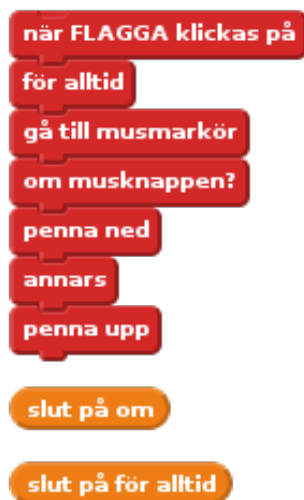 när FLAGGA klickas på
för alltid
gå till musmarkör
om musknappen?
penna ned
annars
penna upp
slut på om
slut på för alltid